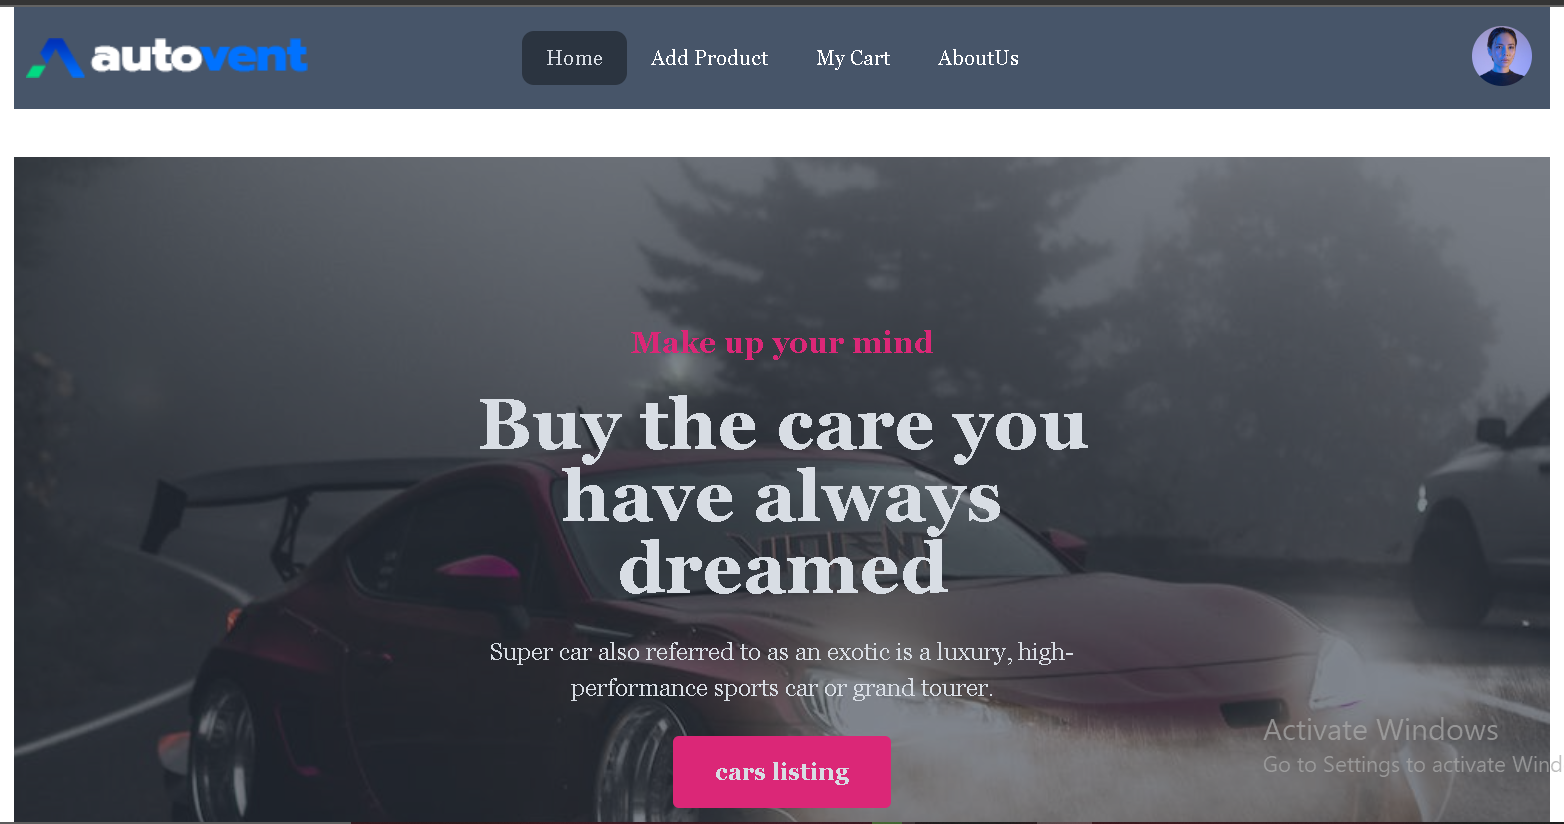 autovent
Home
Add Product
My Cart
AboutUs
Make up your mind
Buy the care you
have always
dreamed
Super car also referred to as an exotic is a luxury, high-
performance sports car or grand tourer.
cars listing
Activate Windows
Go to Settings to activate Wind